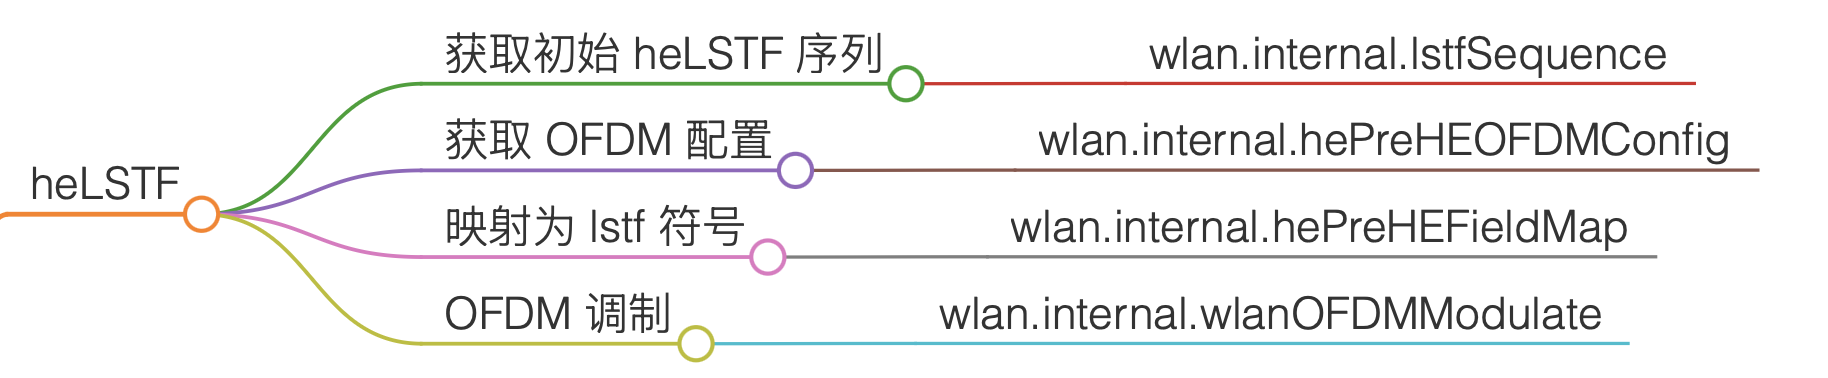 heLSTF
获取初始 heLSTF 序列
wlan.internal.lstfSequence
获取 OFDM 配置
wlan.internal.hePreHEOFDMConfig
映射为 lstf 符号
wlan.internal.hePreHEFieldMap
OFDM 调制
wlan.internal.wlanOFDMModulate